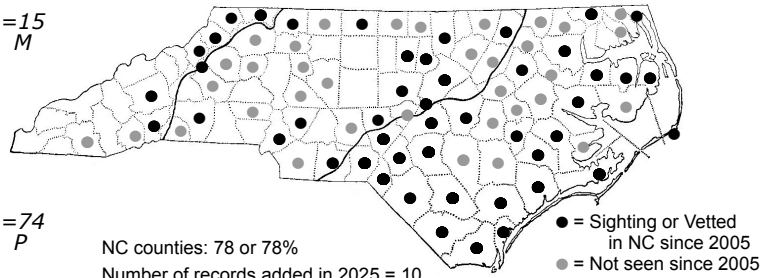 =15
M
=74
P
NC counties: 78 or 78%
Number of records added in 2025 = 10
= Sighting or Vetted
in NC since 2005
= Not seen since 2005